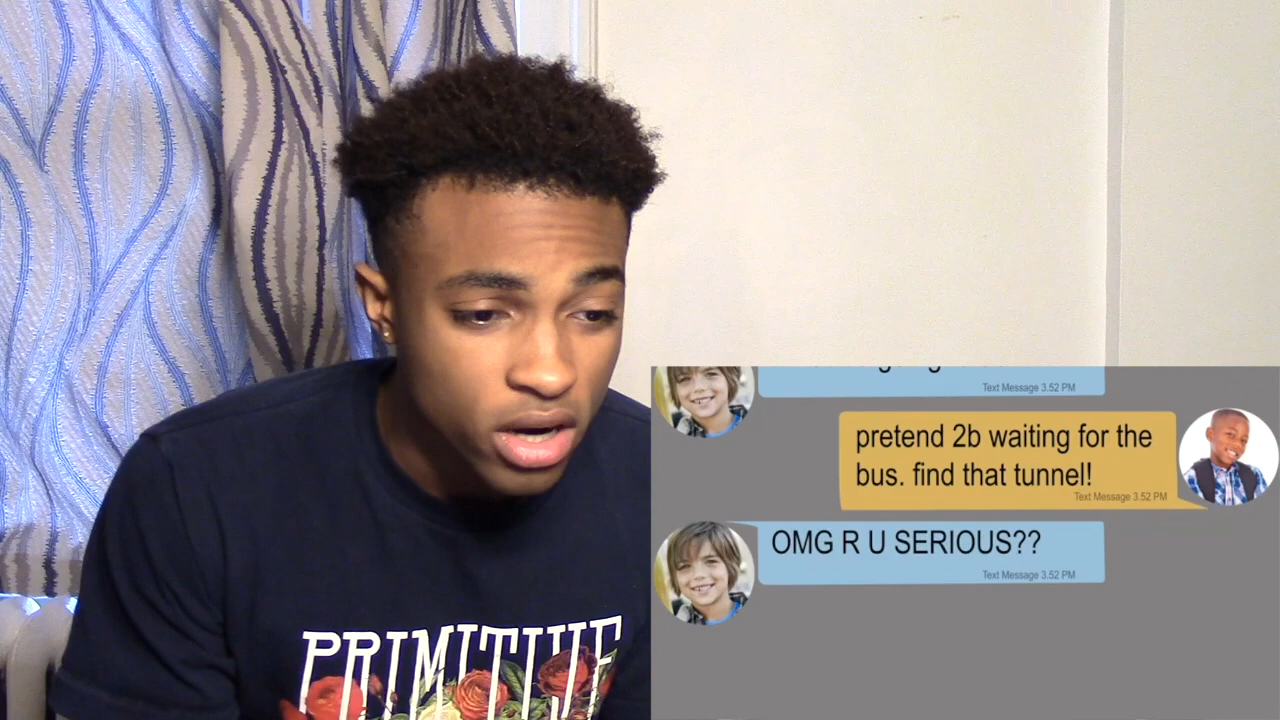 Text Message 3.52 PM
pretend 2b waiting for the
bus. find that tunnel!
Text Message 3.52 PM
OMG R U SERIOUS??
Text Message 3.52 PM
PRIMITIVE